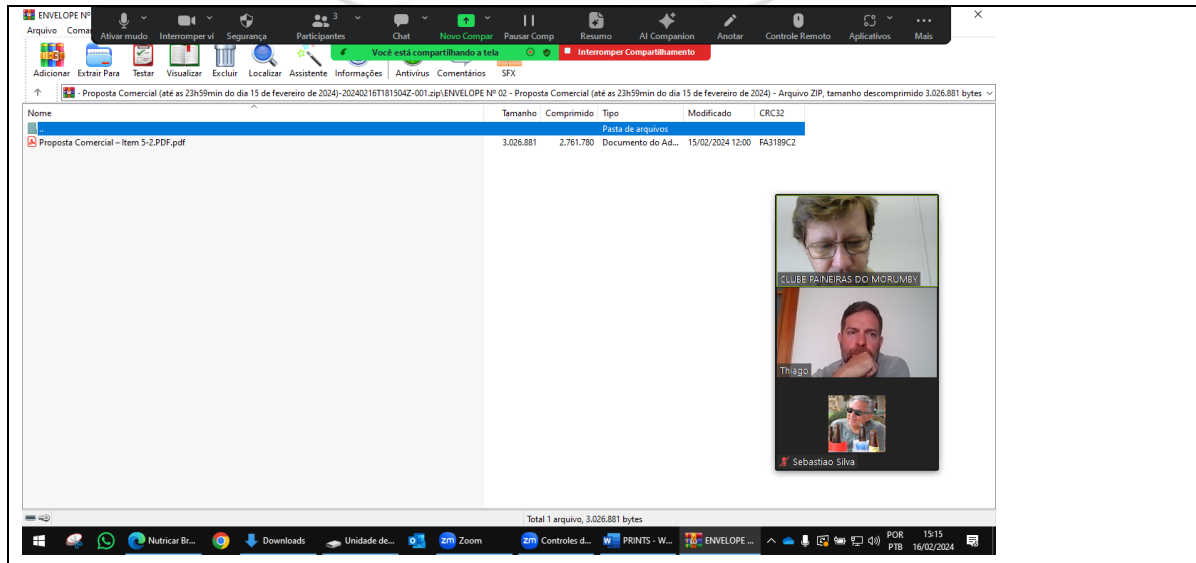 ENVELOPE Nº
3
Ativar mudo Interromper ví Segurança Participantes Chat Novo Compar Pausar Comp Resumo AI Companion Anotar Controle Remoto Aplicativos Mais
Arquivo Coma
Você está compartilhando a tela Interromper Compartilhamento
Adicionar Extrair Para Testar Visualizar Excluir Localizar Assistente Informações Antivírus Comentários SFX
- Proposta Comercial (até as 23h59min do dia 15 de fevereiro de 2024)-20240216T181504Z-001.zip\ENVELOPE Nº 02 - Proposta Comercial (até as 23h59min do dia 15 de fevereiro de 2024) - Arquivo ZIP, tamanho descomprimido 3.026.881 bytes
Nome Tamanho Comprimido Tipo Modificado CRC32
.. Pasta de arquivos
Proposta Comercial – Item 5-2.PDF.pdf 3.026.881 2.761.780 Documento do Ad... 15/02/2024 12:00 FA3189C2
CLUBE PAINEIRAS DO MORUMBY
Thiago
Sebastiao Silva
Total 1 arquivo, 3.026.881 bytes
Nutricar Br... Downloads Unidade de... zm Zoom zm Controles d... PRINTS - W... ENVELOPE ... POR 15:15
PTB 16/02/2024